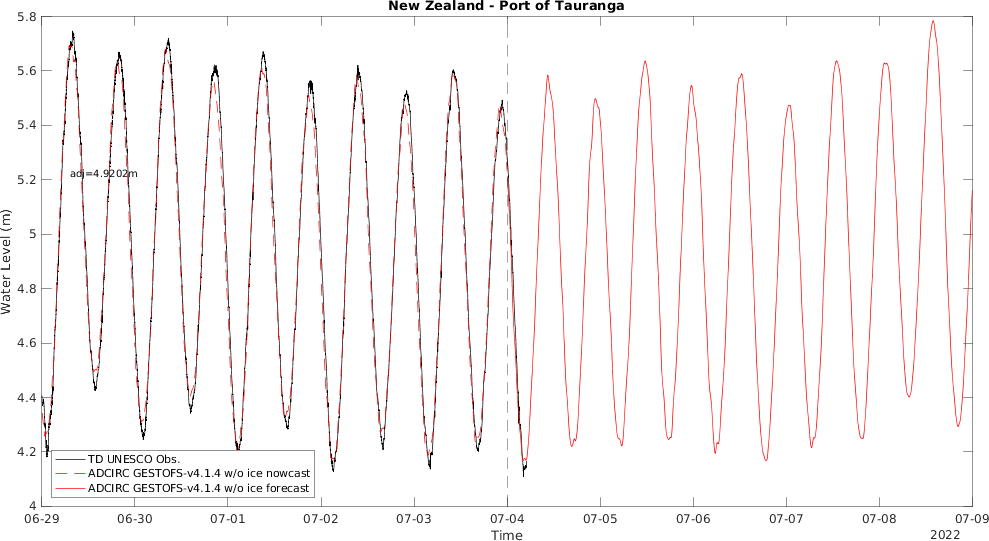 New Zealand - Port of Tauranga
5.8
5.6
5.4
5.2
5
4.8
4.6
4.4
4.2
4
Water Level (m)
adj=4.9202m
TD UNESCO Obs.
ADCIRC GESTOFS-v4.1.4 w/o ice nowcast
ADCIRC GESTOFS-v4.1.4 w/o ice forecast
06-29 06-30 07-01 07-02 07-03 07-04 07-05 07-06 07-07 07-08 07-09
Time
2022